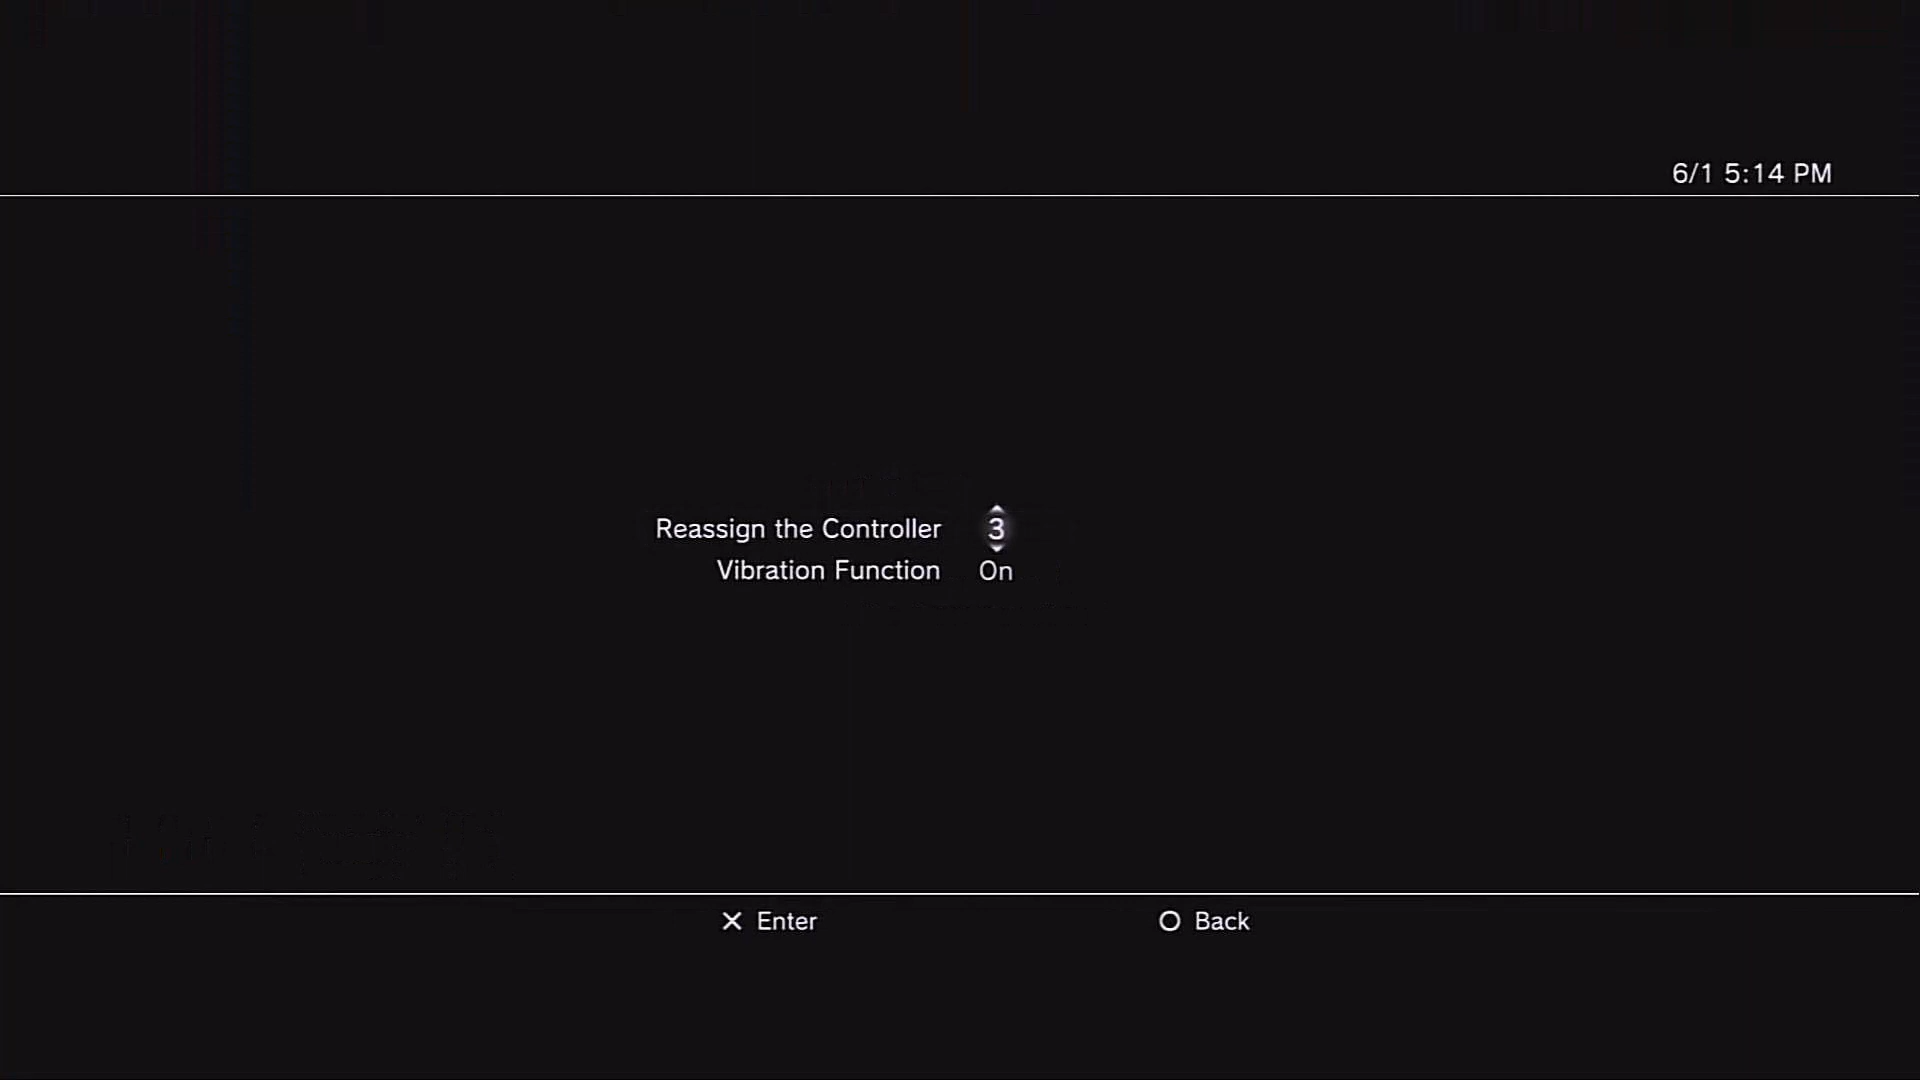 6/1 5:14 PM
Reassign the Controller 3
Vibration Function On
Enter Back